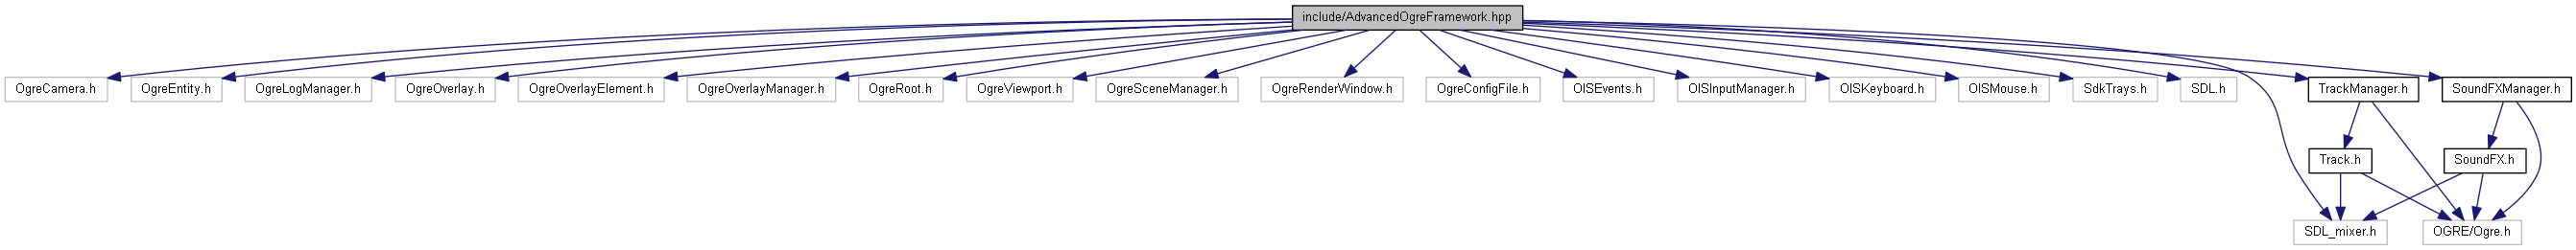 include/AdvancedOgreFramework.hpp
OgreCamera.h
OgreEntity.h
OgreLogManager.h
OgreOverlay.h
OgreOverlayElement.h
OgreOverlayManager.h
OgreRoot.h
OgreViewport.h
OgreSceneManager.h
OgreRenderWindow.h
OgreConfigFile.h
OISEvents.h
OISInputManager.h
OISKeyboard.h
OISMouse.h
SdkTrays.h
SDL.h
TrackManager.h
SoundFXManager.h
Track.h
SoundFX.h
SDL_mixer.h
OGRE/Ogre.h